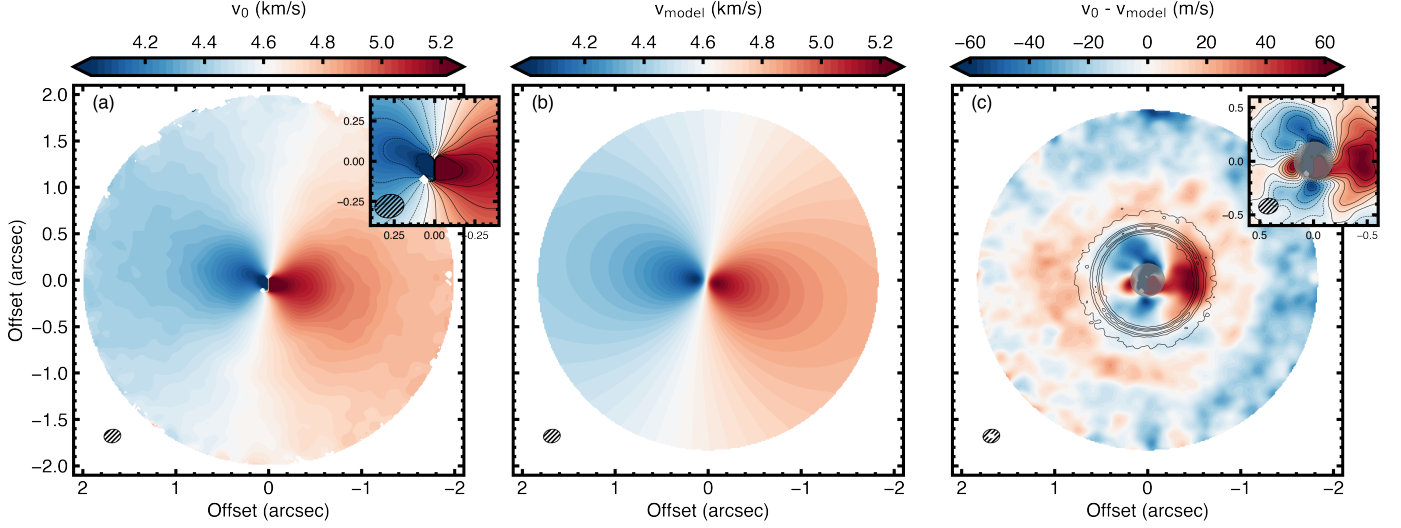 v0 (km/s)
4.2 4.4 4.6 4.8 5.0 5.2
(a)
0.25
0.00
−0.25
0.25 0.00 −0.25
2.0
1.5
1.0
0.5
0.0
−0.5
−1.0
−1.5
−2.0
Offset (arcsec)
2 1 0 −1 −2
Offset (arcsec)
vmodel (km/s)
4.2 4.4 4.6 4.8 5.0 5.2
(b)
2 1 0 −1 −2
Offset (arcsec)
v0 - vmodel (m/s)
−60 −40 −20 0 20 40 60
(c)
0.5
0.0
−0.5
0.5 0.0 −0.5
2 1 0 −1 −2
Offset (arcsec)